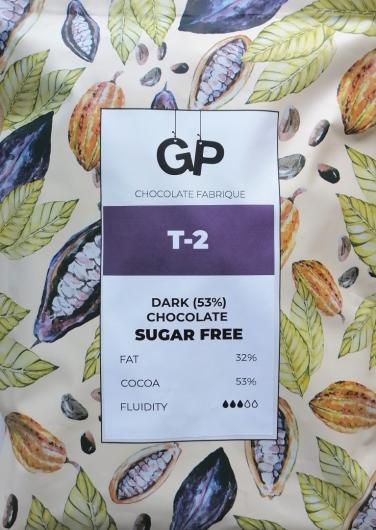 GP
CHOCOLATE FABRIQUE
T-2
DARK (53%)
CHOCOLATE
SUGAR FREE
FAT 32%
COCOA 53%
FLUIDITY